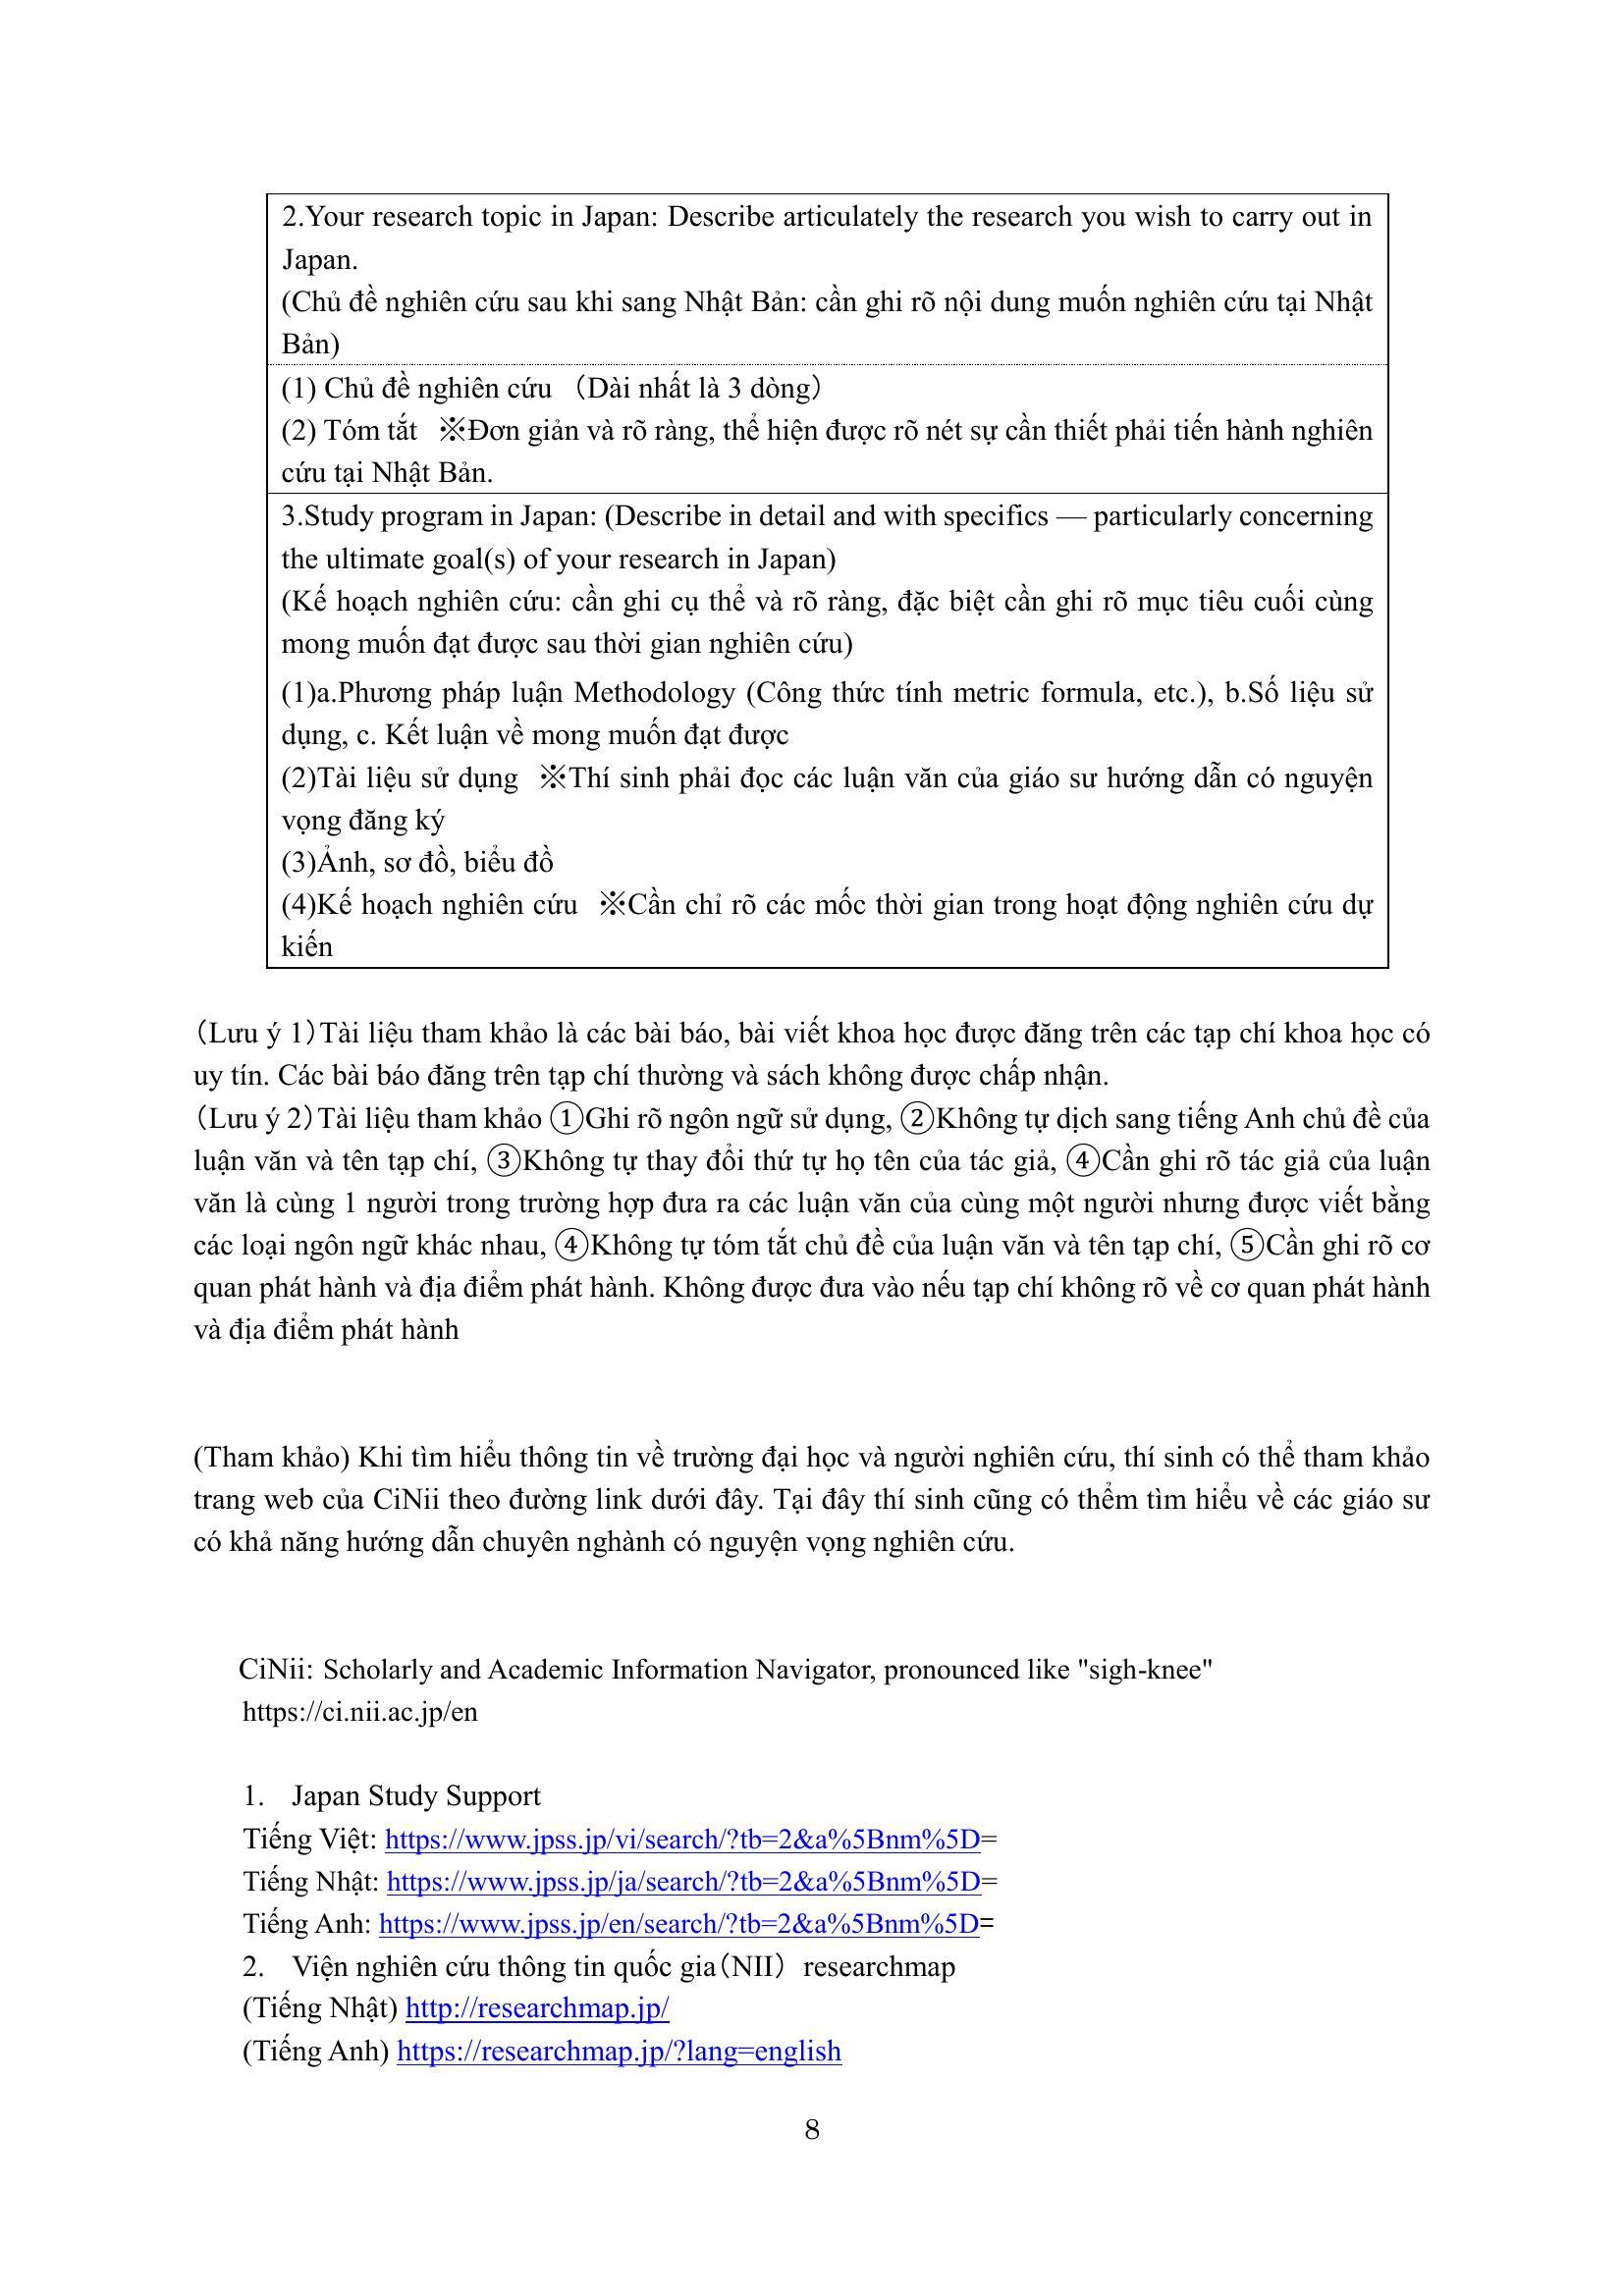 2.Your research topic in Japan: Describe articulately the research you wish to carry out in
Japan.
(Chủ đề nghiên cứu sau khi sang Nhật Bản: cần ghi rõ nội dung muốn nghiên cứu tại Nhật
Bản)
(1) Chủ đề nghiên cứu （Dài nhất là 3 dòng）
(2) Tóm tắt ※Đơn giản và rõ ràng, thể hiện được rõ nét sự cần thiết phải tiến hành nghiên
cứu tại Nhật Bản.
3.Study program in Japan: (Describe in detail and with specifics — particularly concerning
the ultimate goal(s) of your research in Japan)
(Kế hoạch nghiên cứu: cần ghi cụ thể và rõ ràng, đặc biệt cần ghi rõ mục tiêu cuối cùng
mong muốn đạt được sau thời gian nghiên cứu)
(1)a.Phương pháp luận Methodology (Công thức tính metric formula, etc.), b.Số liệu sử
dụng, c. Kết luận về mong muốn đạt được
(2)Tài liệu sử dụng ※Thí sinh phải đọc các luận văn của giáo sư hướng dẫn có nguyện
vọng đăng ký
(3)Ảnh, sơ đồ, biểu đồ
(4)Kế hoạch nghiên cứu ※Cần chỉ rõ các mốc thời gian trong hoạt động nghiên cứu dự
kiến
（Lưu ý 1）Tài liệu tham khảo là các bài báo, bài viết khoa học được đăng trên các tạp chí khoa học có
uy tín. Các bài báo đăng trên tạp chí thường và sách không được chấp nhận.
（Lưu ý 2）Tài liệu tham khảo ①Ghi rõ ngôn ngữ sử dụng, ②Không tự dịch sang tiếng Anh chủ đề của
luận văn và tên tạp chí, ③Không tự thay đổi thứ tự họ tên của tác giả, ④Cần ghi rõ tác giả của luận
văn là cùng 1 người trong trường hợp đưa ra các luận văn của cùng một người nhưng được viết bằng
các loại ngôn ngữ khác nhau, ④Không tự tóm tắt chủ đề của luận văn và tên tạp chí, ⑤Cần ghi rõ cơ
quan phát hành và địa điểm phát hành. Không được đưa vào nếu tạp chí không rõ về cơ quan phát hành
và địa điểm phát hành
(Tham khảo) Khi tìm hiểu thông tin về trường đại học và người nghiên cứu, thí sinh có thể tham khảo
trang web của CiNii theo đường link dưới đây. Tại đây thí sinh cũng có thểm tìm hiểu về các giáo sư
có khả năng hướng dẫn chuyên nghành có nguyện vọng nghiên cứu.
CiNii: Scholarly and Academic Information Navigator, pronounced like "sigh-knee"
https://ci.nii.ac.jp/en
1. Japan Study Support
Tiếng Việt: https://www.jpss.jp/vi/search/?tb=2&a%5Bnm%5D=
Tiếng Nhật: https://www.jpss.jp/ja/search/?tb=2&a%5Bnm%5D=
Tiếng Anh: https://www.jpss.jp/en/search/?tb=2&a%5Bnm%5D=
2. Viện nghiên cứu thông tin quốc gia（NII） researchmap
(Tiếng Nhật) http://researchmap.jp/
(Tiếng Anh) https://researchmap.jp/?lang=english
8